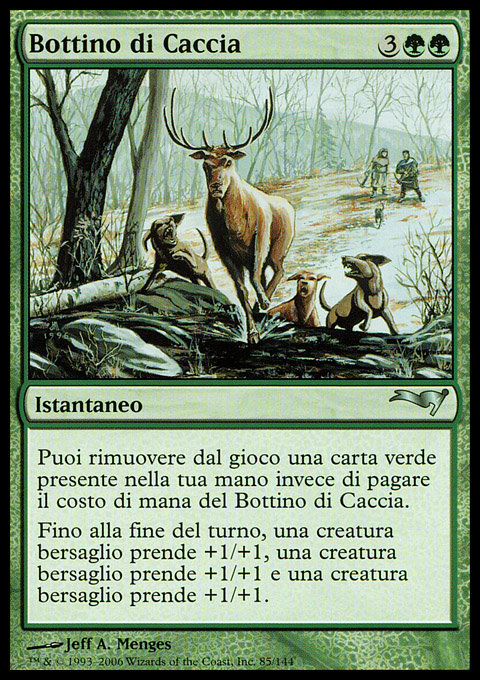 Bottino di Caccia 3
Istantaneo
Puoi rimuovere dal gioco una carta verde
presente nella tua mano invece di pagare
il costo di mana del Bottino di Caccia.
Fino alla fine del turno, una creatura
bersaglio prende +1/+1, una creatura
bersaglio prende +1/+1 e una creatura
bersaglio prende +1/+1.
Jeff A. Menges
™ & © 1993–2006 Wizards of the Coast, Inc. 85/144